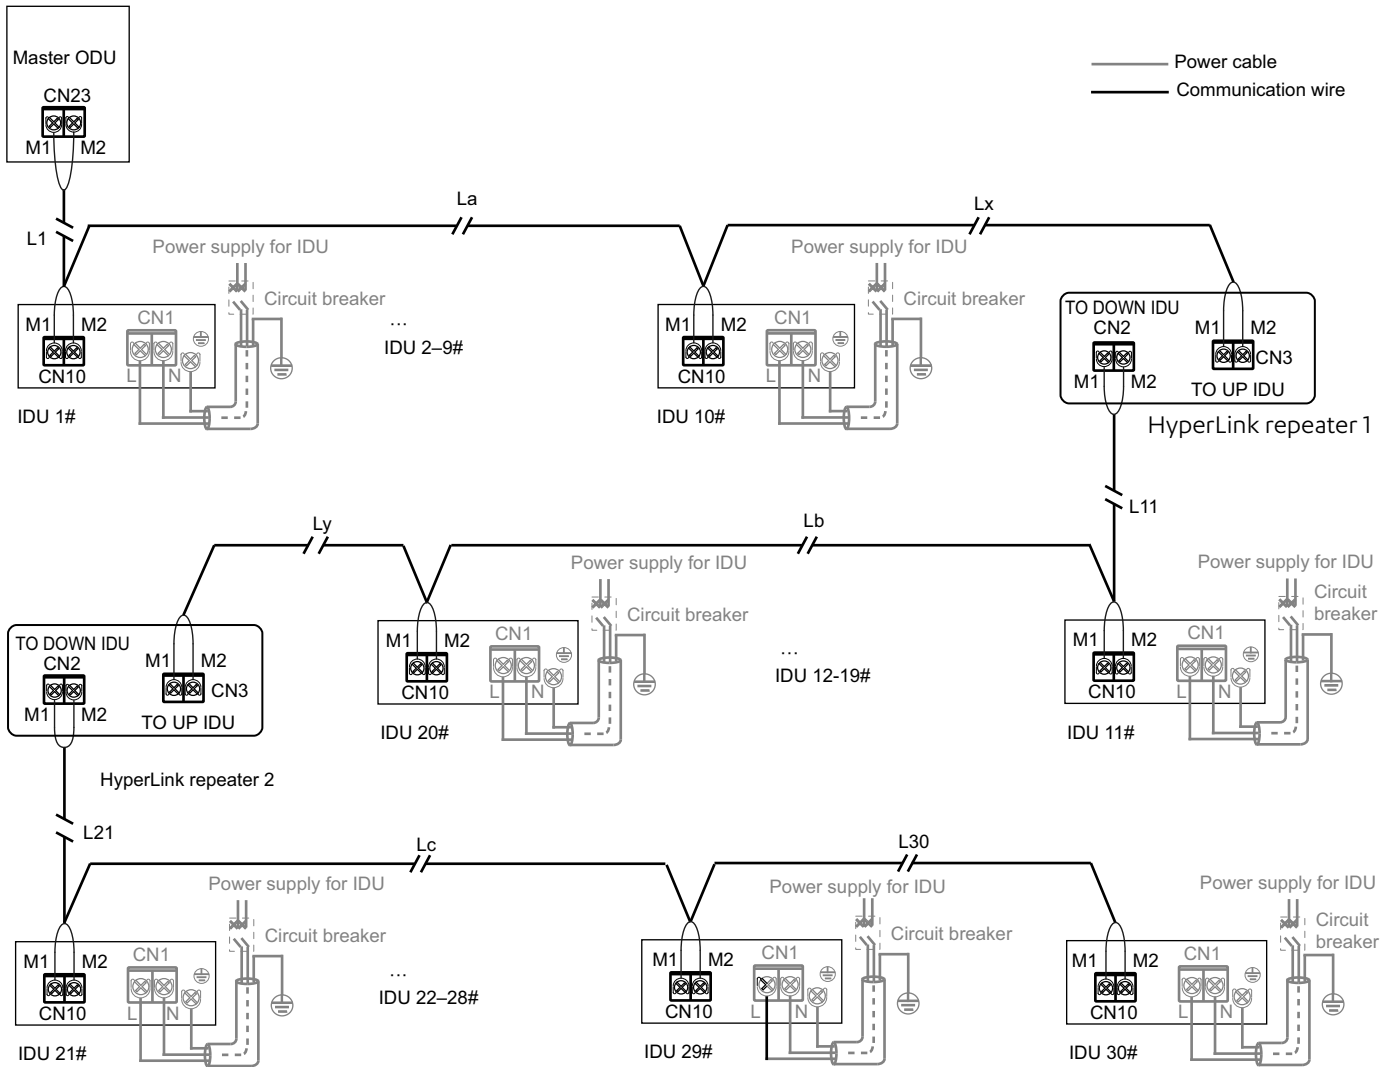 Master ODU
CN23
M1 M2
Power cable
Communication wire
L1
La
Lx
Power supply for IDU
Circuit breaker
M1 M2
CN1
CN10
L N
IDU 1#
...
IDU 2–9#
Power supply for IDU
Circuit breaker
M1 M2
CN1
CN10
L N
IDU 10#
TO DOWN IDU
CN2
M1 M2
M1 M2
CN3
TO UP IDU
HyperLink repeater 1
L11
Ly
Lb
TO DOWN IDU
CN2
M1 M2
M1 M2
CN3
TO UP IDU
HyperLink repeater 2
Power supply for IDU
Circuit breaker
M1 M2
CN1
CN10
L N
IDU 20#
...
IDU 12-19#
Power supply for IDU
Circuit
breaker
M1 M2
CN1
CN10
L N
IDU 11#
L21
Lc
L30
Power supply for IDU
Circuit breaker
M1 M2
CN1
CN10
L N
IDU 21#
...
IDU 22–28#
Power supply for IDU
Circuit breaker
M1 M2
CN1
CN10
L N
IDU 29#
Power supply for IDU
Circuit
breaker
M1 M2
CN1
CN10
L N
IDU 30#